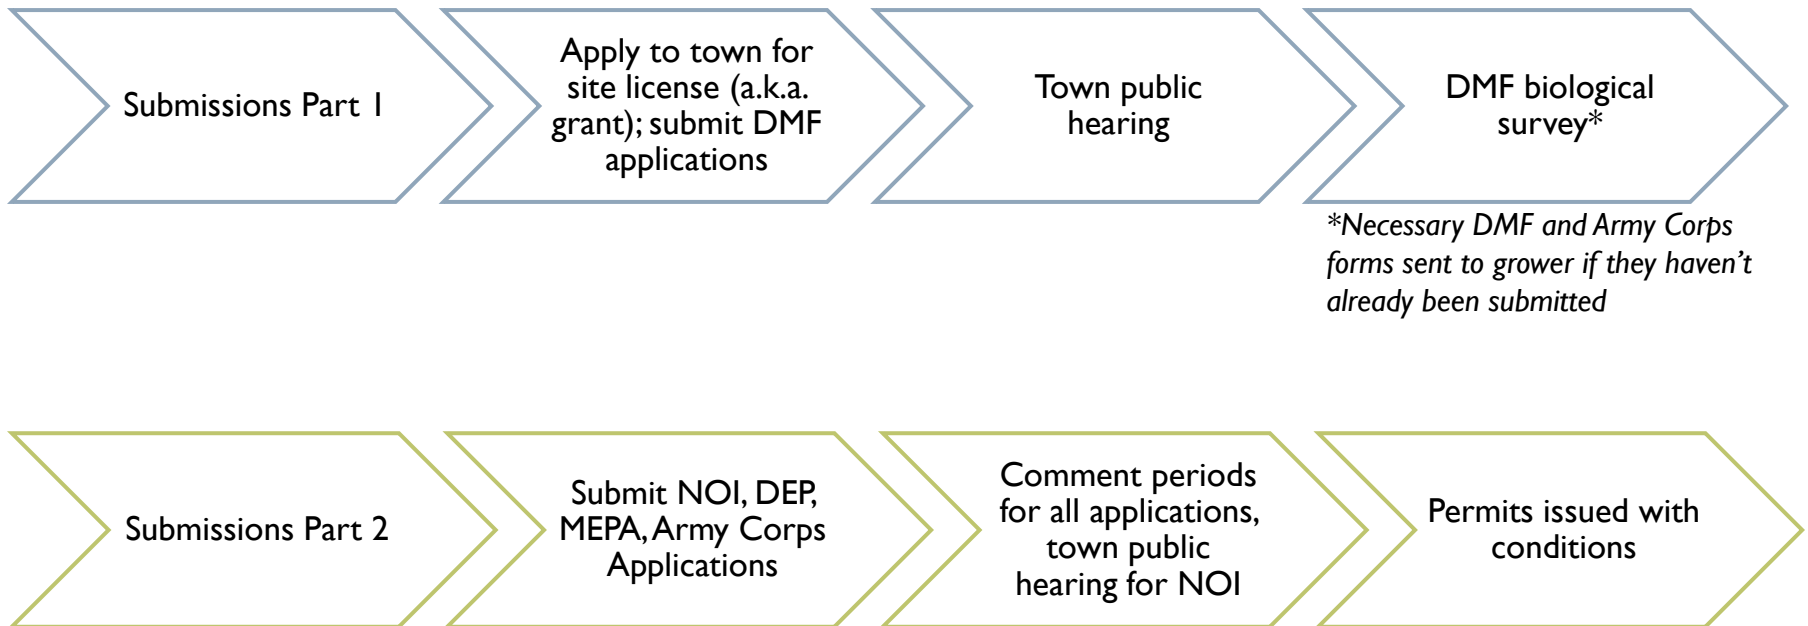 Submissions Part 1
Apply to town for
site license (a.k.a.
grant); submit DMF
applications
Town public
hearing
DMF biological
survey*
*Necessary DMF and Army Corps
forms sent to grower if they haven't
already been submitted
Submissions Part 2
Submit NOI, DEP,
MEPA, Army Corps
Applications
Comment periods
for all applications,
town public
hearing for NOI
Permits issued with
conditions